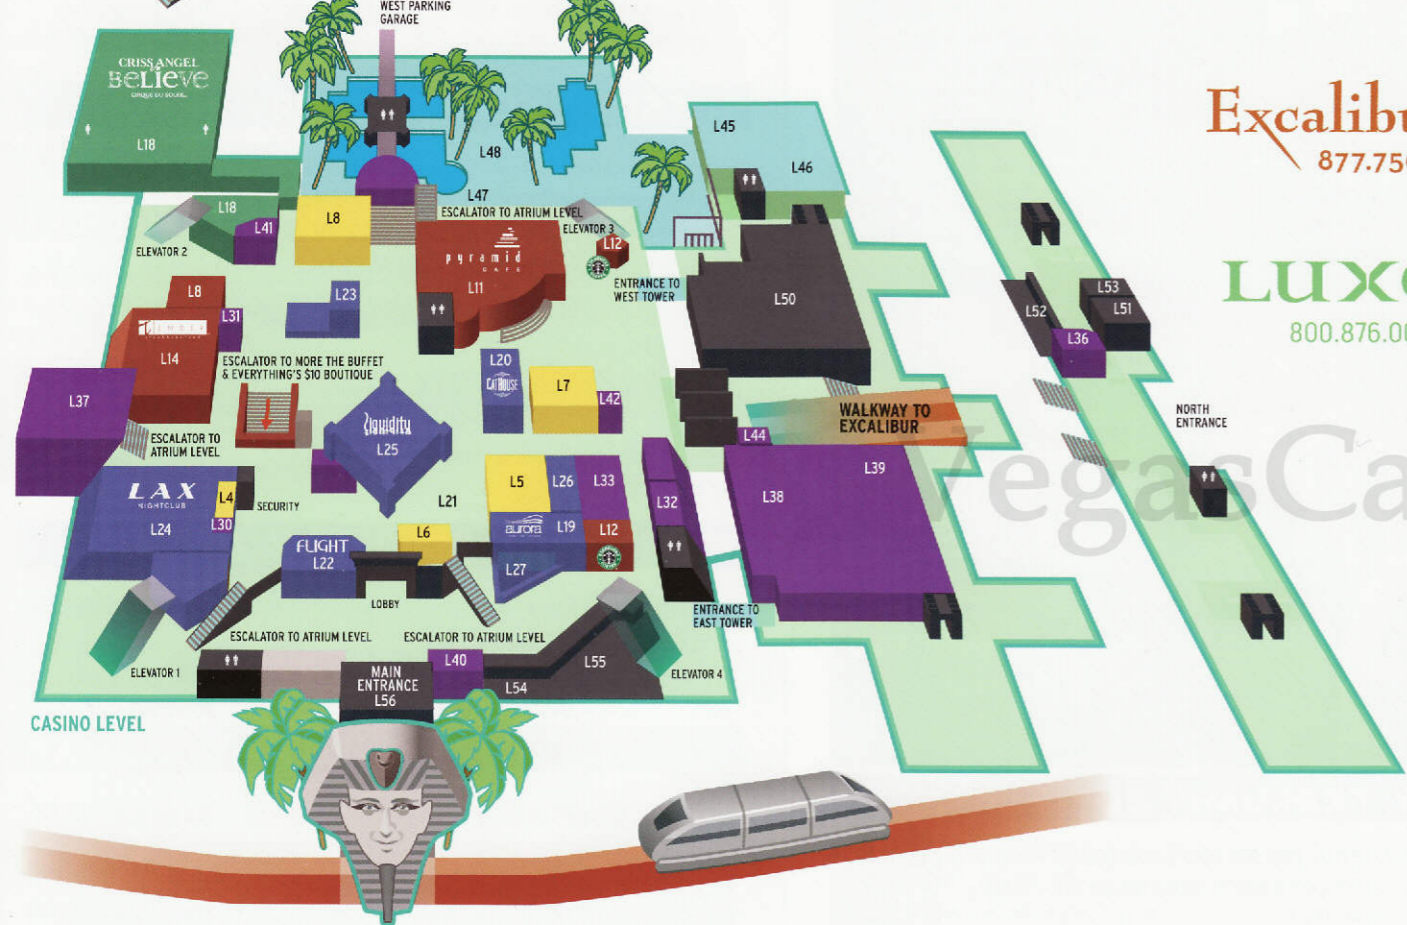 WEST PARKING
GARAGE
CRISS ANGEL
BeLIeve
CIRQUE DU SOLEIL
L18
L48
L47
L45
L46
Excalibu
877.750
LUXO
800.876.00
L18
L41
L8
ESCALATOR TO ATRIUM LEVEL
ELEVATOR 2
ELEVATOR 3
L12
pyramid
CAFE
L11
ENTRANCE TO
WEST TOWER
L50
L53
L51
L52
L36
L8
L31
L23
L14
ESCALATOR TO MORE THE BUFFET
& EVERYTHING'S $10 BOUTIQUE
L20
CATHOUSE
L7
L42
L37
liquidity
L25
ESCALATOR TO
ATRIUM LEVEL
WALKWAY TO
EXCALIBUR
L44
NORTH
ENTRANCE
VegasCa
LAX
NIGHTCLUB
L24
L4
L30
SECURITY
L21
L5
L26
L33
L32
L39
L38
aurora
L19
L12
L27
L6
FLIGHT
L22
LOBBY
ENTRANCE TO
EAST TOWER
ESCALATOR TO ATRIUM LEVEL
ESCALATOR TO ATRIUM LEVEL
ELEVATOR 1
MAIN
ENTRANCE
L56
L40
L54
L55
ELEVATOR 4
CASINO LEVEL